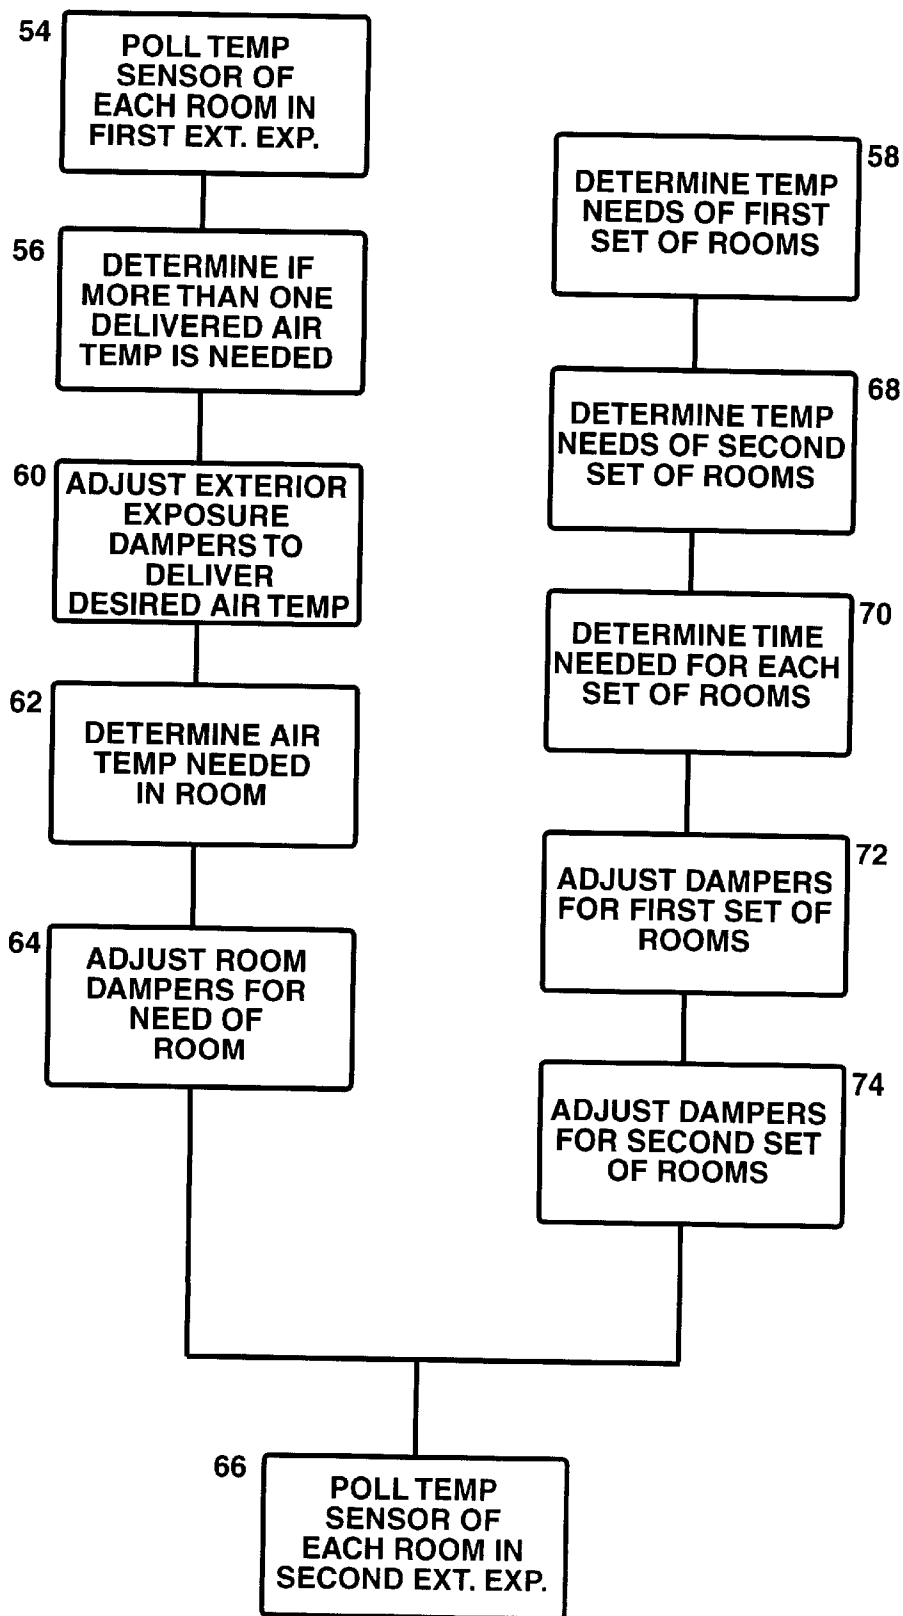 54
POLL TEMP
SENSOR OF
EACH ROOM IN
FIRST EXT. EXP.
56
DETERMINE IF
MORE THAN ONE
DELIVERED AIR
TEMP IS NEEDED
60
ADJUST EXTERIOR
EXPOSURE
DAMPERS TO
DELIVER
DESIRED AIR TEMP
62
DETERMINE AIR
TEMP NEEDED
IN ROOM
64
ADJUST ROOM
DAMPERS FOR
NEED OF
ROOM
58
DETERMINE TEMP
NEEDS OF FIRST
SET OF ROOMS
68
DETERMINE TEMP
NEEDS OF SECOND
SET OF ROOMS
70
DETERMINE TIME
NEEDED FOR EACH
SET OF ROOMS
72
ADJUST DAMPERS
FOR FIRST SET OF
ROOMS
74
ADJUST DAMPERS
FOR SECOND SET
OF ROOMS
66
POLL TEMP
SENSOR OF
EACH ROOM IN
SECOND EXT. EXP.